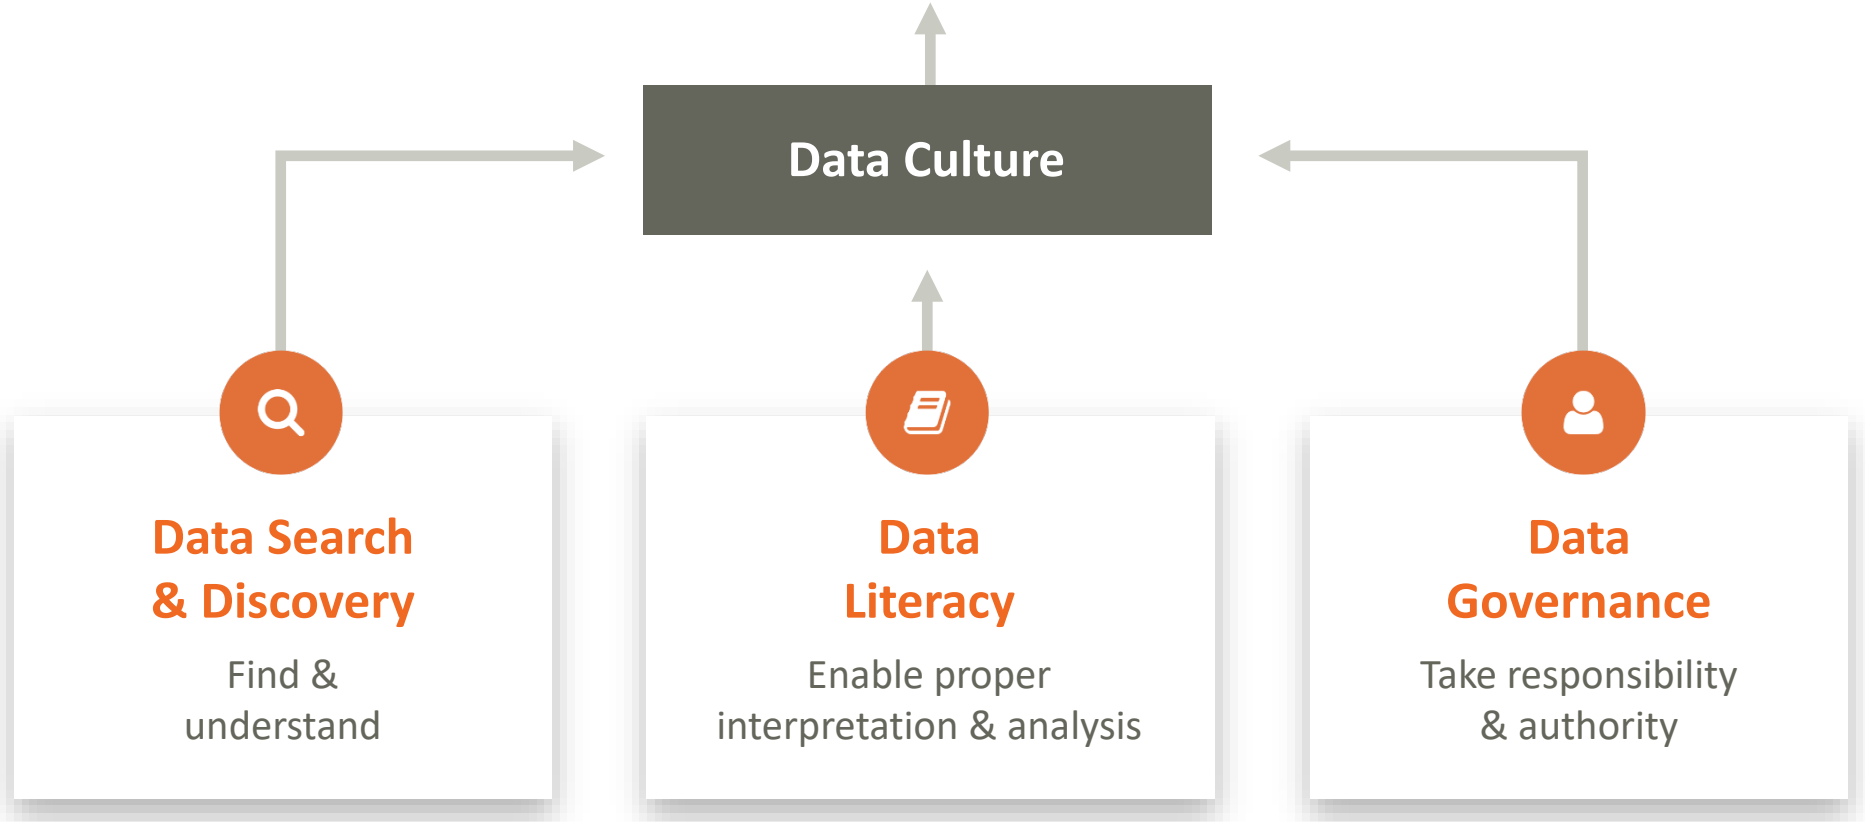 Data Culture
Data Search
& Discovery
Find &
understand
Data
Literacy
Enable proper
interpretation & analysis
Data
Governance
Take responsibility
& authority